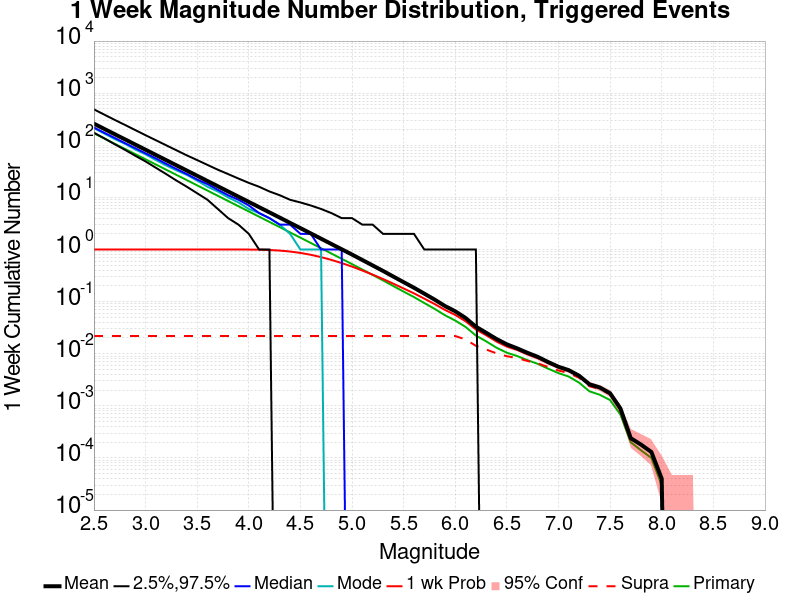 1 Week Magnitude Number Distribution, Triggered Events
10^4
10^3
10^2
10^1
10^0
10^-1
10^-2
10^-3
10^-4
10^-5
1 Week Cumulative Number
2.5 3.0 3.5 4.0 4.5 5.0 5.5 6.0 6.5 7.0 7.5 8.0 8.5 9.0
Magnitude
Mean 2.5%,97.5% Median Mode 1 wk Prob 95% Conf Supra Primary